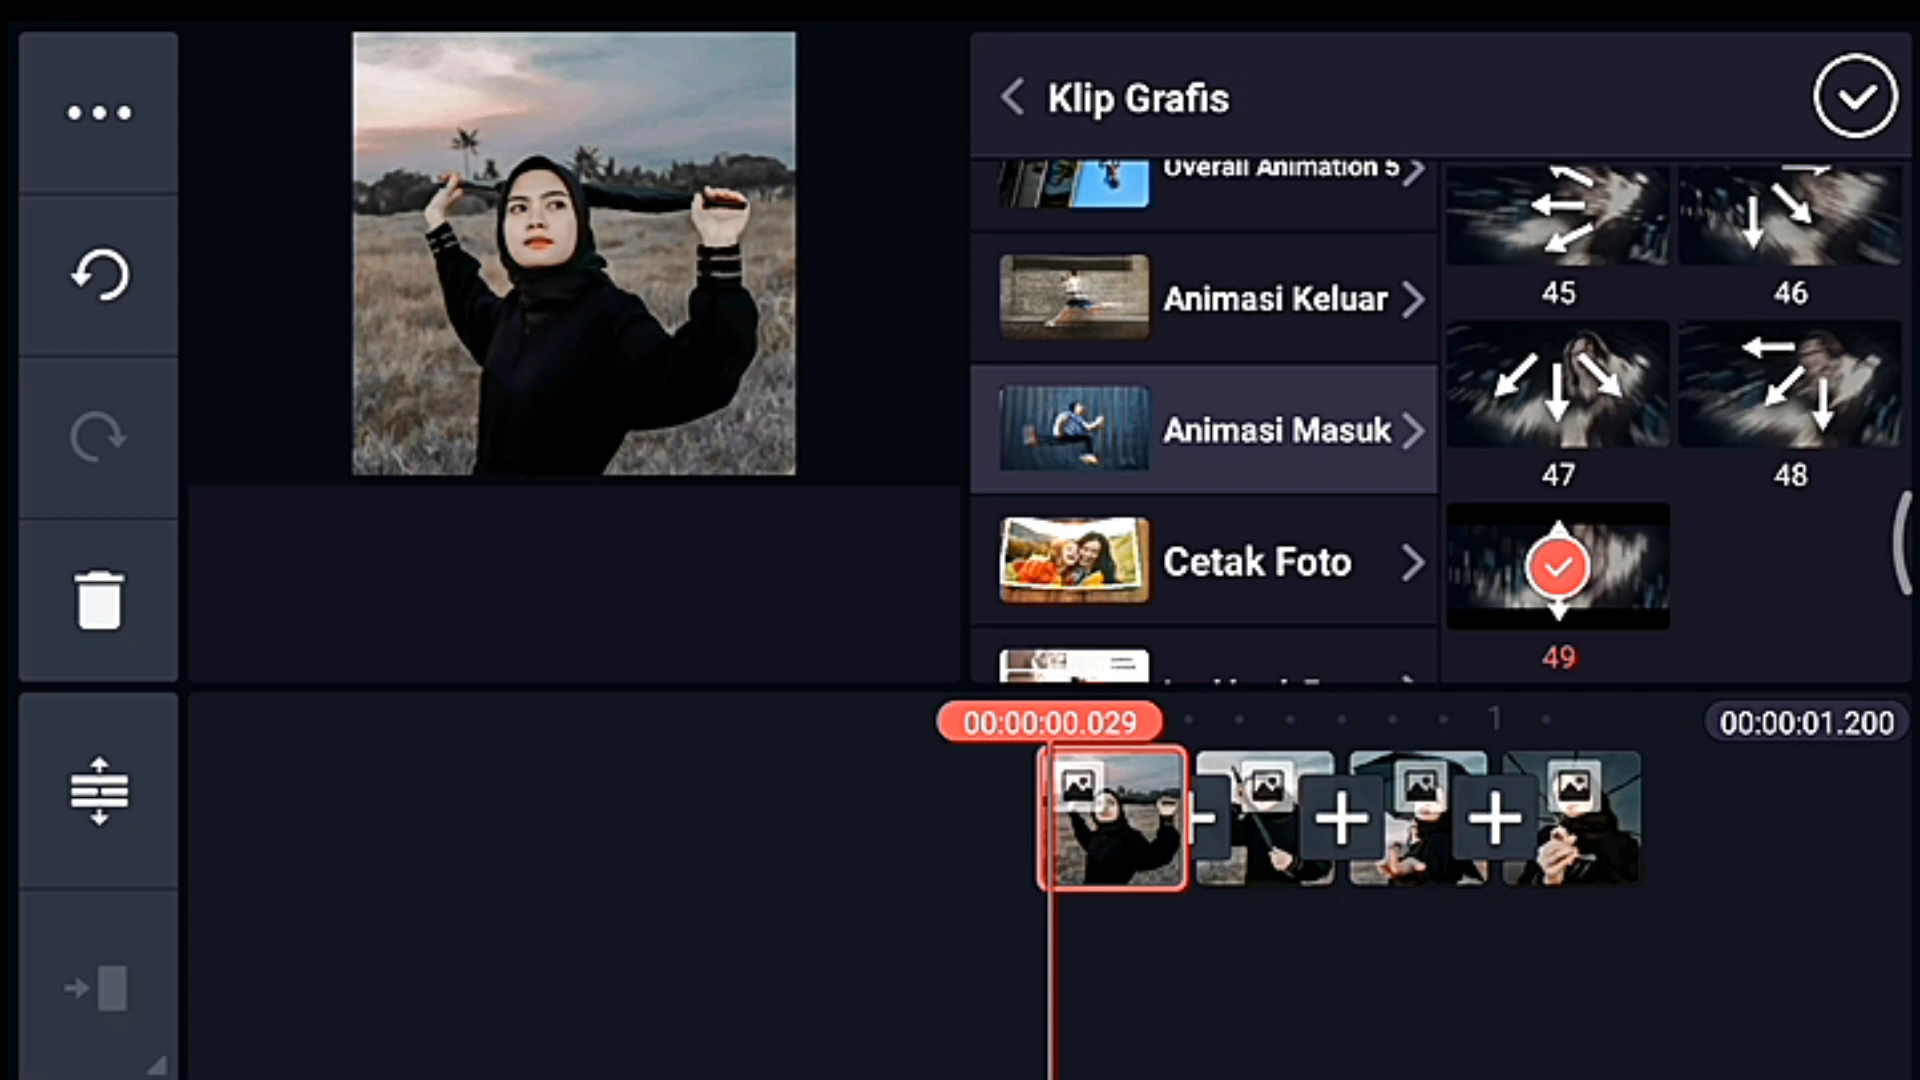 Klip Grafis
Overall Animation 5
Animasi Keluar
Animasi Masuk
Cetak Foto
45
46
47
48
49
00:00:00.029
1
00:00:01.200